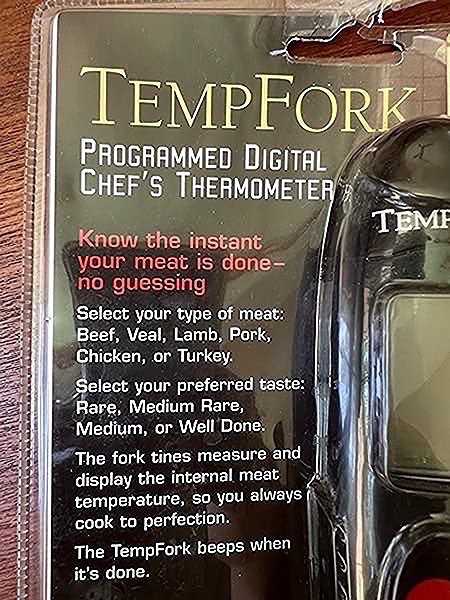 TEMPFORK
PROGRAMMED DIGITAL
CHEF'S THERMOMETER
TEMP
Know the instant
your meat is done–
no guessing
Select your type of meat:
Beef, Veal, Lamb, Pork,
Chicken, or Turkey.
Select your preferred taste:
Rare, Medium Rare,
Medium, or Well Done.
The fork tines measure and
display the internal meat
temperature, so you always
cook to perfection.
The TempFork beeps when
it's done.